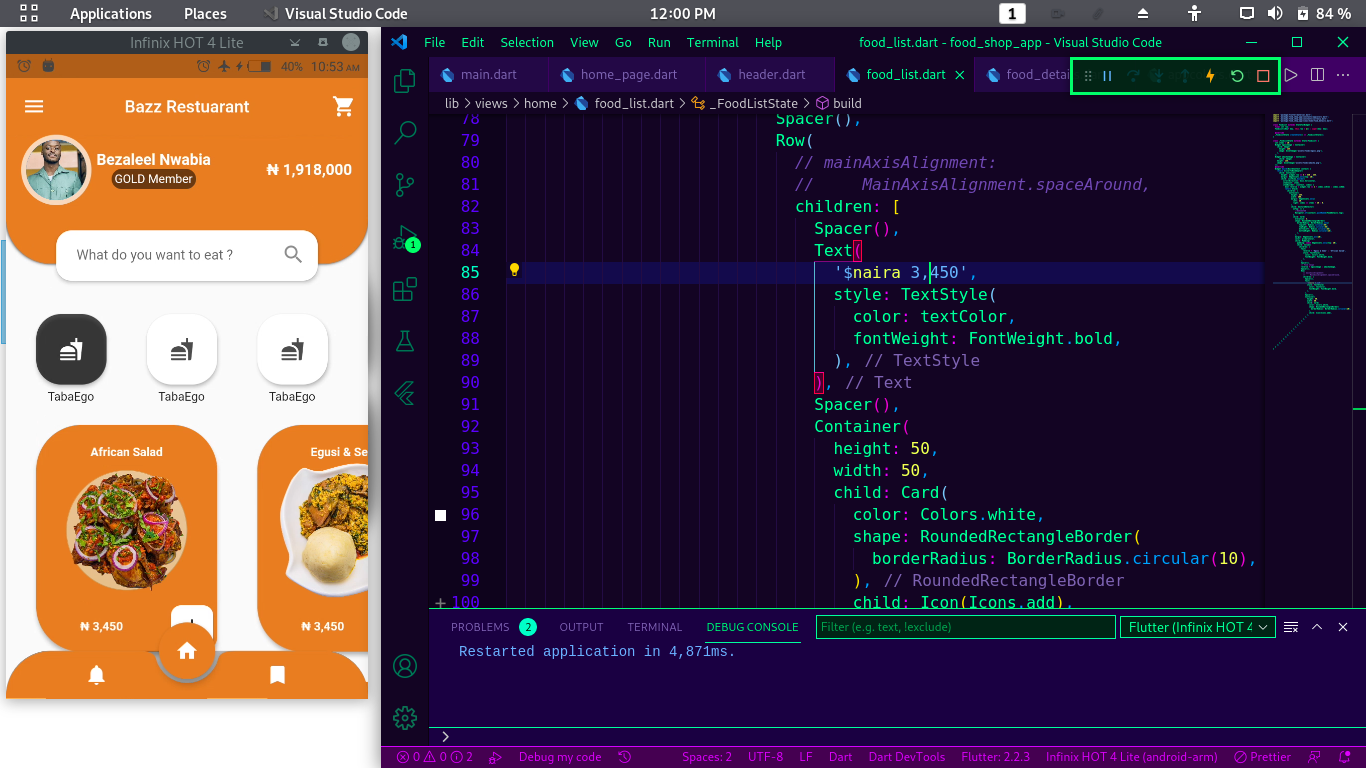 Applications Places Visual Studio Code 12:00 PM 1 84 %
Infinix HOT 4 Lite
40% 10:53 AM
Bazz Restuarant
Bezaleel Nwabia
GOLD Member
₦ 1,918,000
What do you want to eat ?
TabaEgo TabaEgo TabaEgo
African Salad
Egusi & Se
₦ 3,450
₦ 3,450
File Edit Selection View Go Run Terminal Help food_list.dart - food_shop_app - Visual Studio Code
main.dart home_page.dart header.dart food_list.dart food_detai
lib > views > home > food_list.dart > _FoodListState > build
1
78 Spacer(),
79 Row(
80 // mainAxisAlignment:
81 //     MainAxisAlignment.spaceAround,
82 children: [
83 Spacer(),
84 Text(
85 '$naira 3,450',
86 style: TextStyle(
87 color: textColor,
88 fontWeight: FontWeight.bold,
89 ), // TextStyle
90 ), // Text
91 Spacer(),
92 Container(
93 height: 50,
94 width: 50,
95 child: Card(
96 color: Colors.white,
97 shape: RoundedRectangleBorder(
98 borderRadius: BorderRadius.circular(10),
99 ), // RoundedRectangleBorder
100 child: Icon(Icons.add),
PROBLEMS 2 OUTPUT TERMINAL DEBUG CONSOLE Filter (e.g. text, !exclude) Flutter (Infinix HOT 4
Restarted application in 4,871ms.
>
0 0 2 Debug my code Spaces: 2 UTF-8 LF Dart Dart DevTools Flutter: 2.2.3 Infinix HOT 4 Lite (android-arm) Prettier